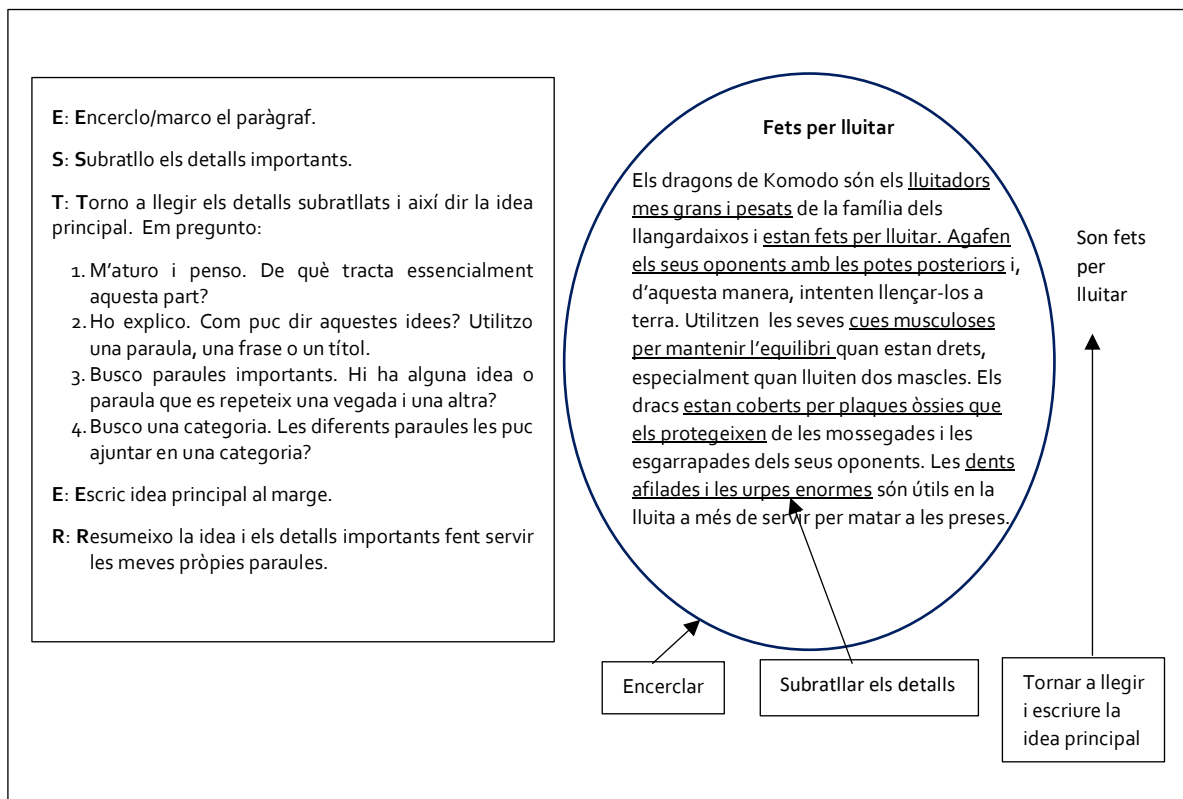 E: Encerclo/marco el paràgraf.
S: Subratllo els detalls importants.
T: Torno a llegir els detalls subratllats i així dir la idea
principal. Em pregunto:
1. M'aturo i penso. De què tracta essencialment
aquesta part?
2. Ho explico. Com puc dir aquestes idees? Utilitzo
una paraula, una frase o un títol.
3. Busco paraules importants. Hi ha alguna idea o
paraula que es repeteix una vegada i una altra?
4. Busco una categoria. Les diferents paraules les puc
ajuntar en una categoria?
E: Escric idea principal al marge.
R: Resumeixo la idea i els detalls importants fent servir
les meves pròpies paraules.
Fets per lluitar
Els dragons de Komodo són els lluitadors
mes grans i pesats de la família dels
llangardaixos i estan fets per lluitar. Agafen
els seus oponents amb les potes posteriors i,
d'aquesta manera, intenten llençar-los a
terra. Utilitzen les seves cues musculoses
per mantenir l'equilibri quan estan drets,
especialment quan lluiten dos mascles. Els
dracs estan coberts per plaques òssies que
els protegeixen de les mossegades i les
esgarrapades dels seus oponents. Les dents
afilades i les urpes enormes són útils en la
lluita a més de servir per matar a les preses.
Son fets
per
lluitar
Encerclar
Subratllar els detalls
Tornar a llegir
i escriure la
idea principal